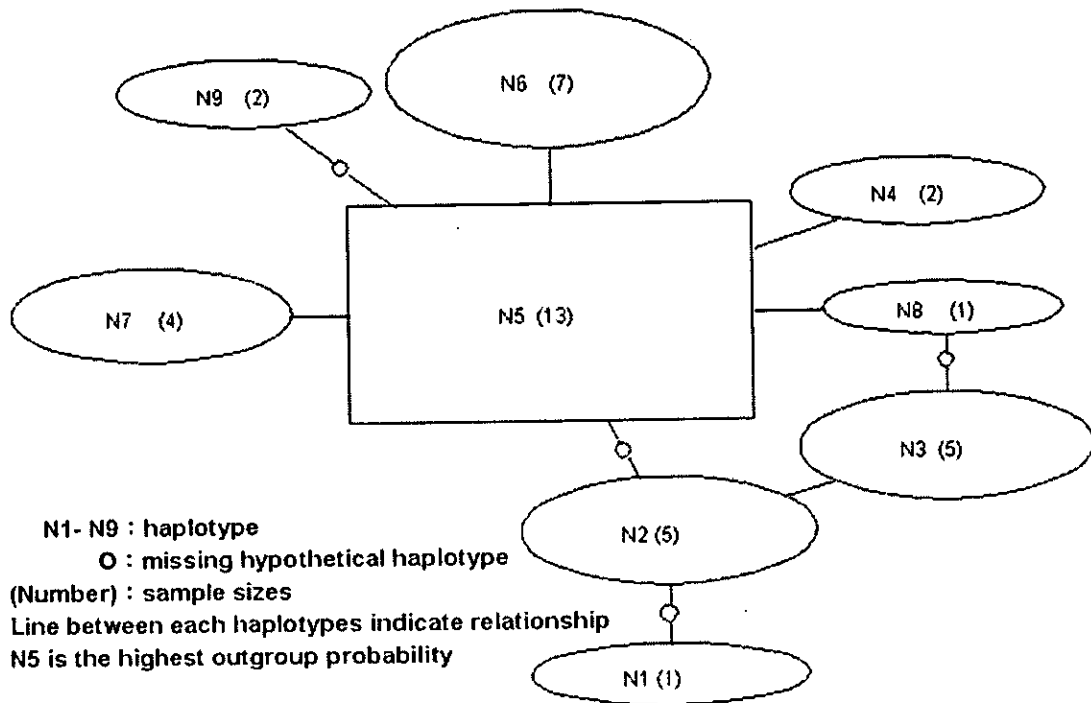 N9 (2)
N6 (7)
N4 (2)
N7 (4)
N5 (13)
N8 (1)
N3 (5)
N2 (5)
N1 (1)
N1- N9 : haplotype
O : missing hypothetical haplotype
(Number) : sample sizes
Line between each haplotypes indicate relationship
N5 is the highest outgroup probability